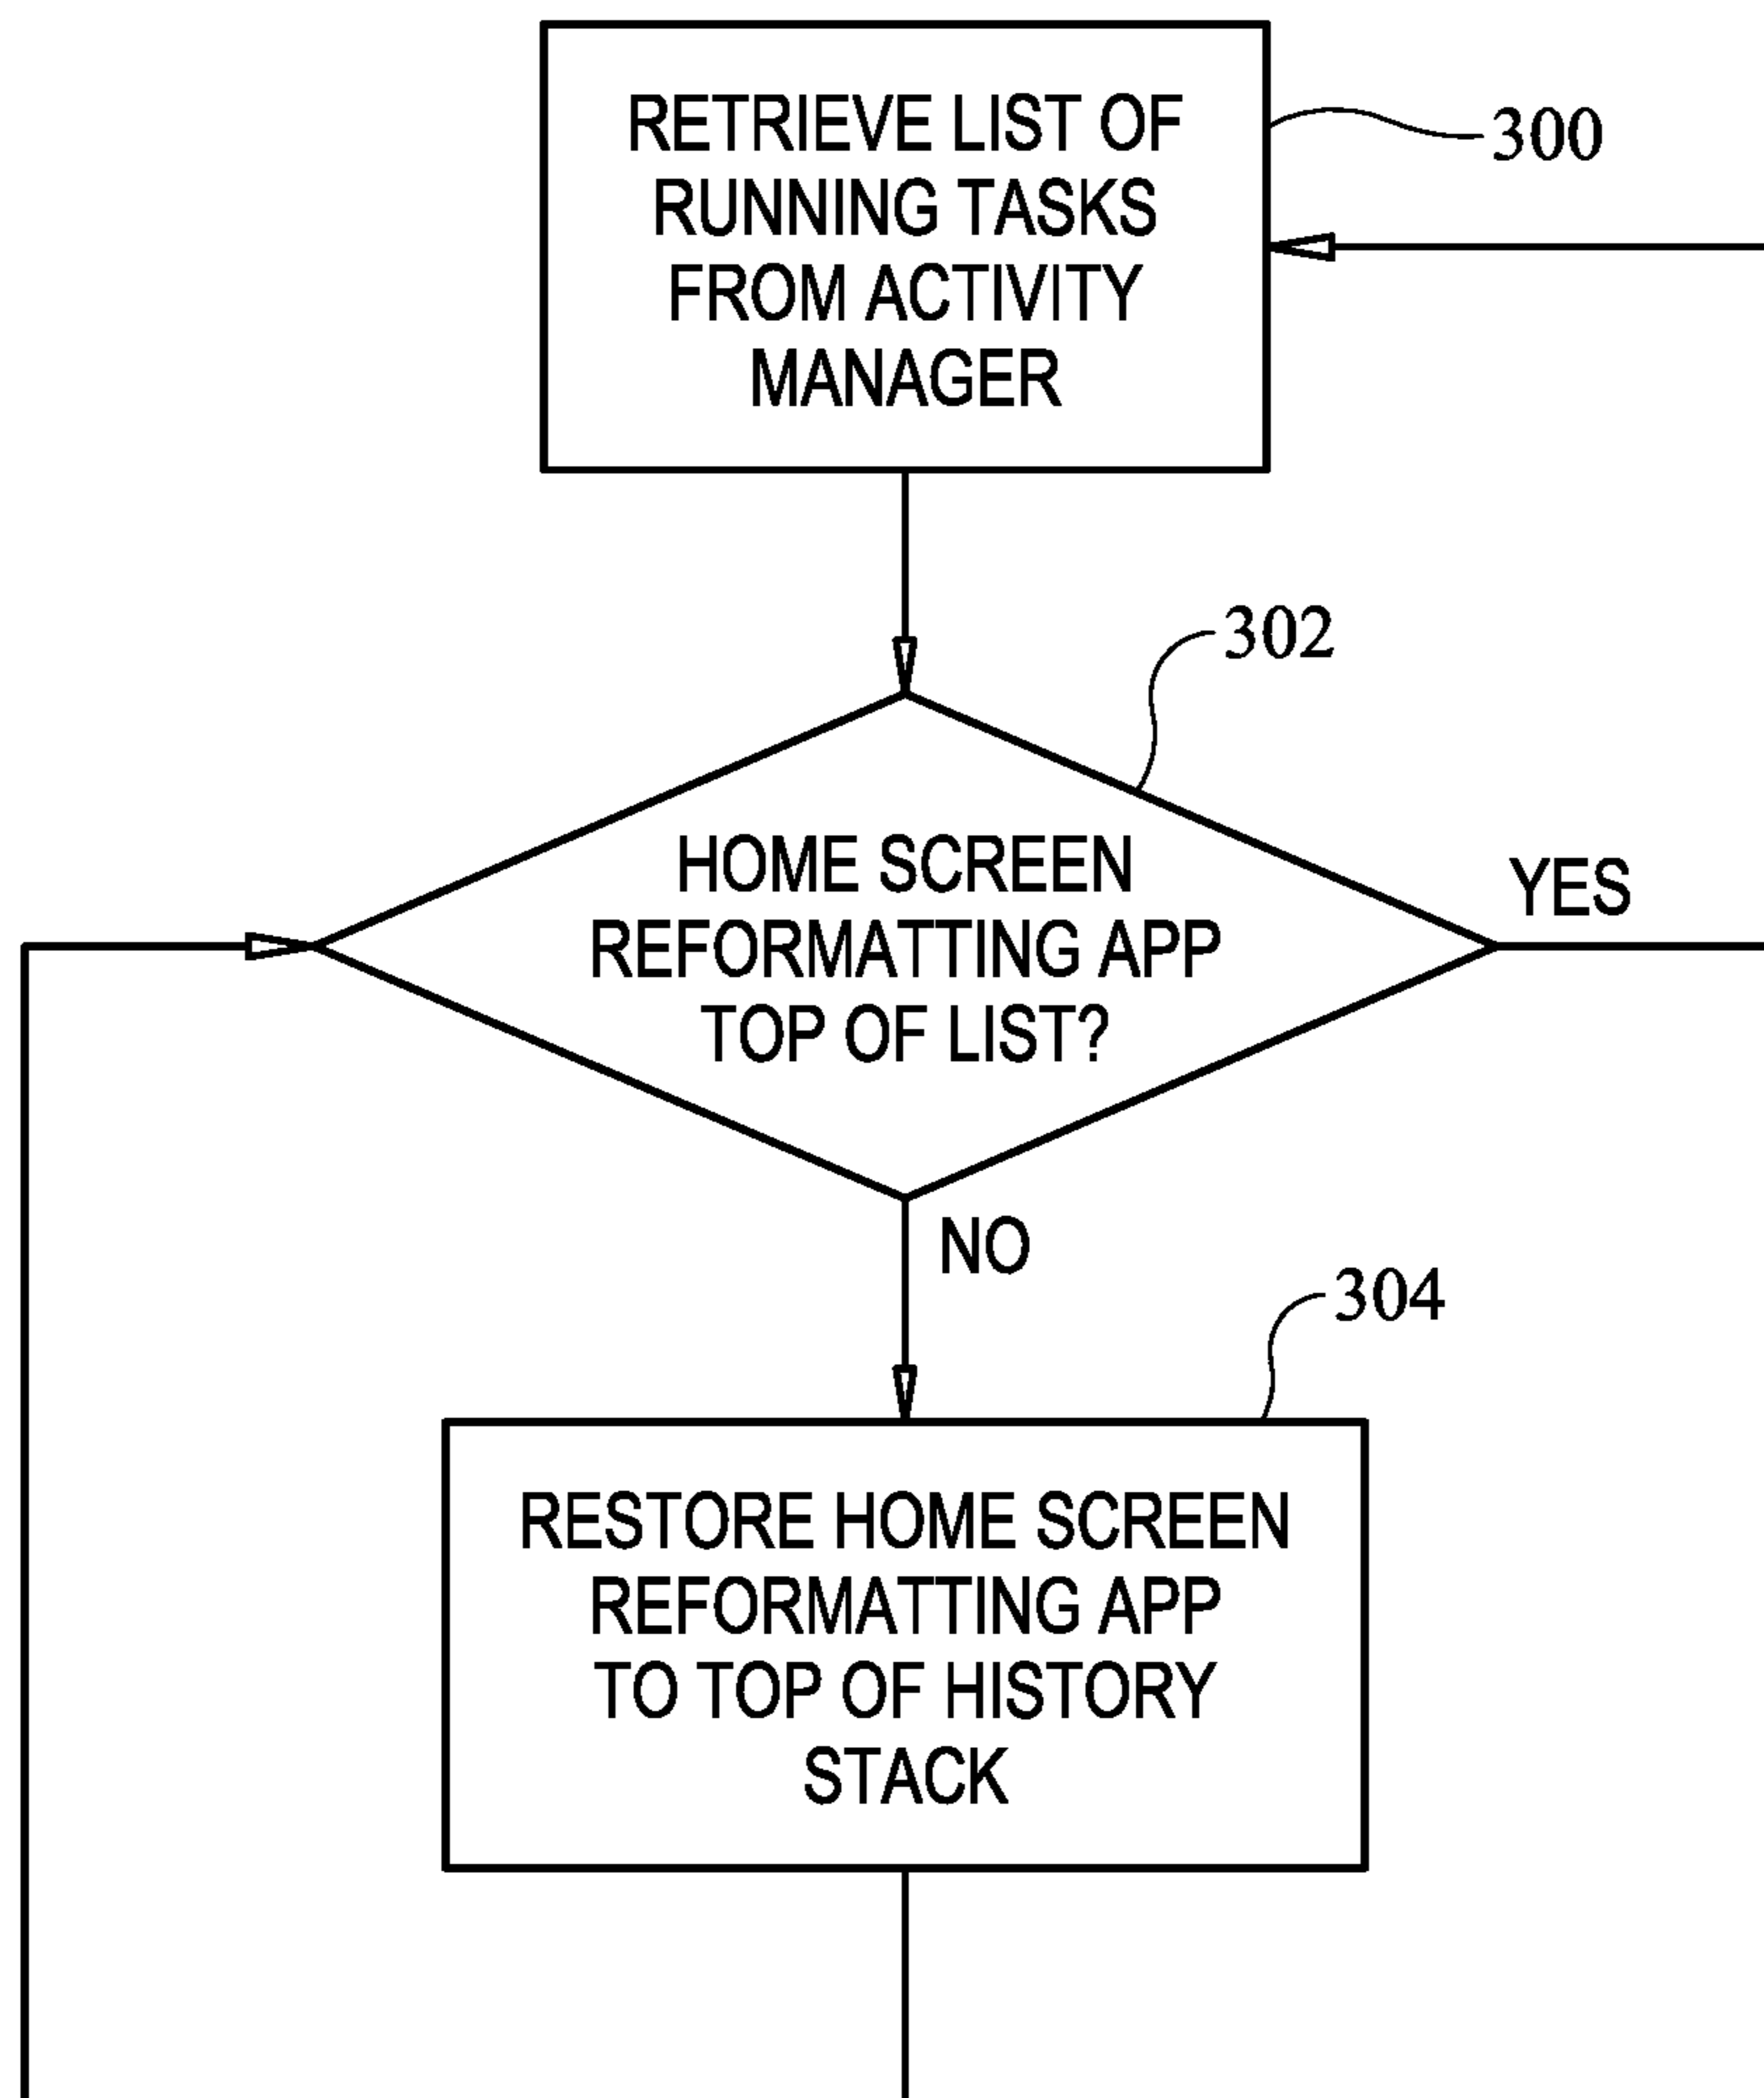 RETRIEVE LIST OF
RUNNING TASKS
FROM ACTIVITY
MANAGER
300
302
HOME SCREEN
REFORMATTING APP
TOP OF LIST?
YES
NO
304
RESTORE HOME SCREEN
REFORMATTING APP
TO TOP OF HISTORY
STACK